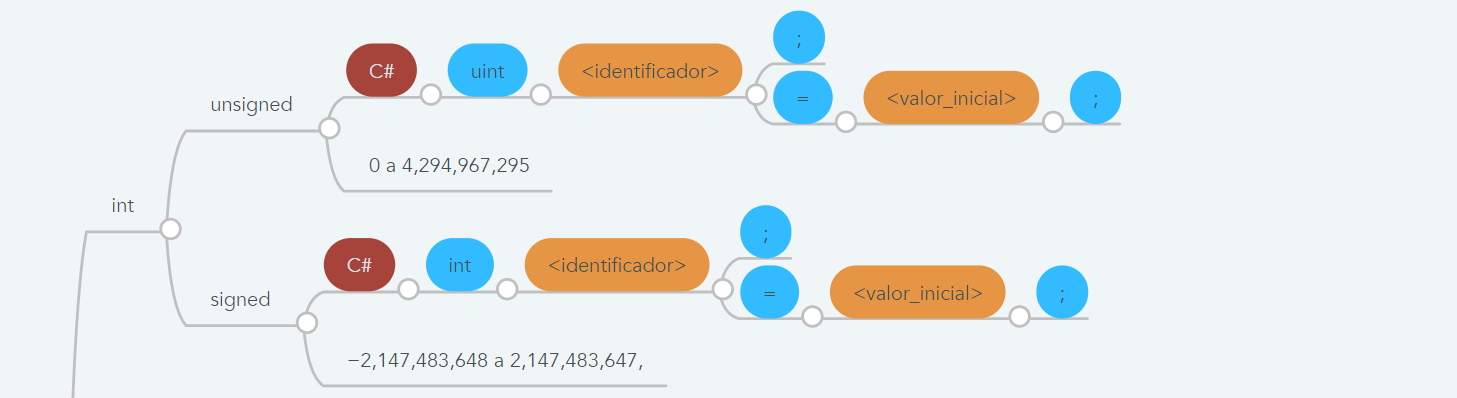 int
unsigned
C# uint <identificador> ;
= <valor_inicial> ;
0 a 4,294,967,295
signed
C# int <identificador> ;
= <valor_inicial> ;
−2,147,483,648 a 2,147,483,647,